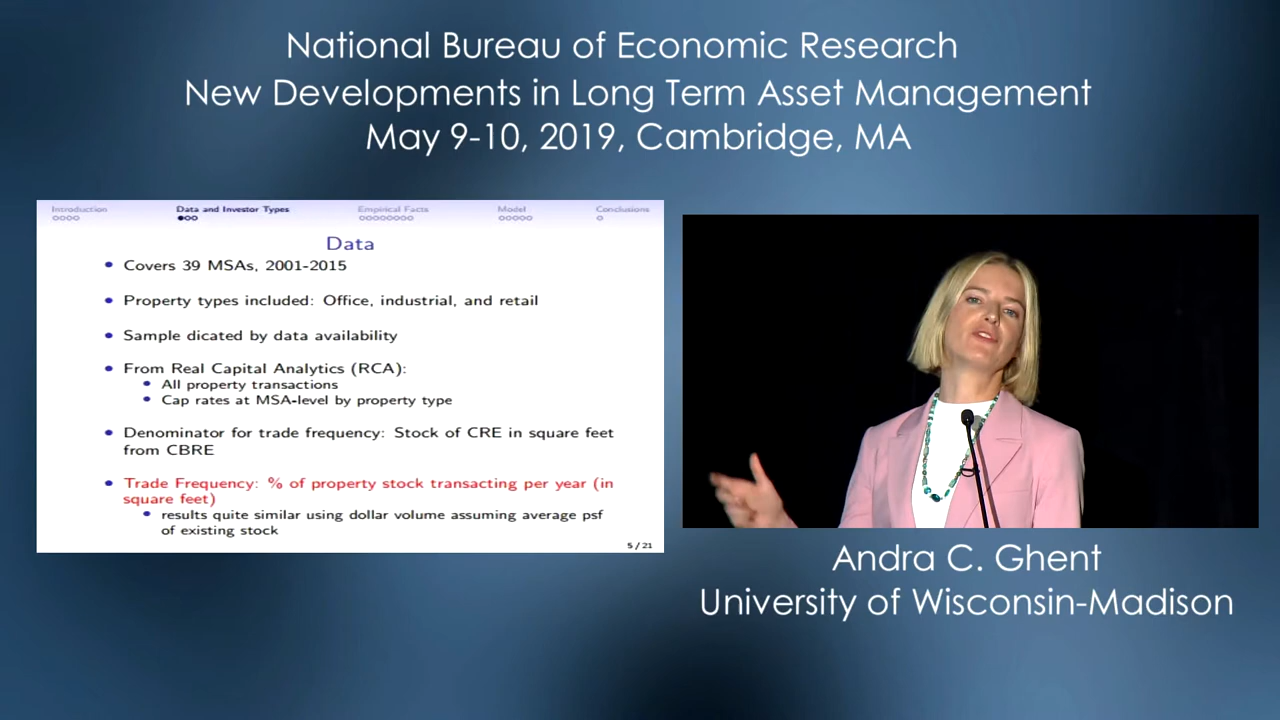 National Bureau of Economic Research
New Developments in Long Term Asset Management
May 9-10, 2019, Cambridge, MA
Introduction
Data and Investor Types
Empirical Facts
Model
Conclusions
Data
Covers 39 MSAs, 2001-2015
Property types included: Office, industrial, and retail
Sample dicated by data availability
From Real Capital Analytics (RCA):
All property transactions
Cap rates at MSA-level by property type
Denominator for trade frequency: Stock of CRE in square feet
from CBRE
Trade Frequency: % of property stock transacting per year (in
square feet)
results quite similar using dollar volume assuming average psf
of existing stock
5 / 21
Andra C. Ghent
University of Wisconsin-Madison